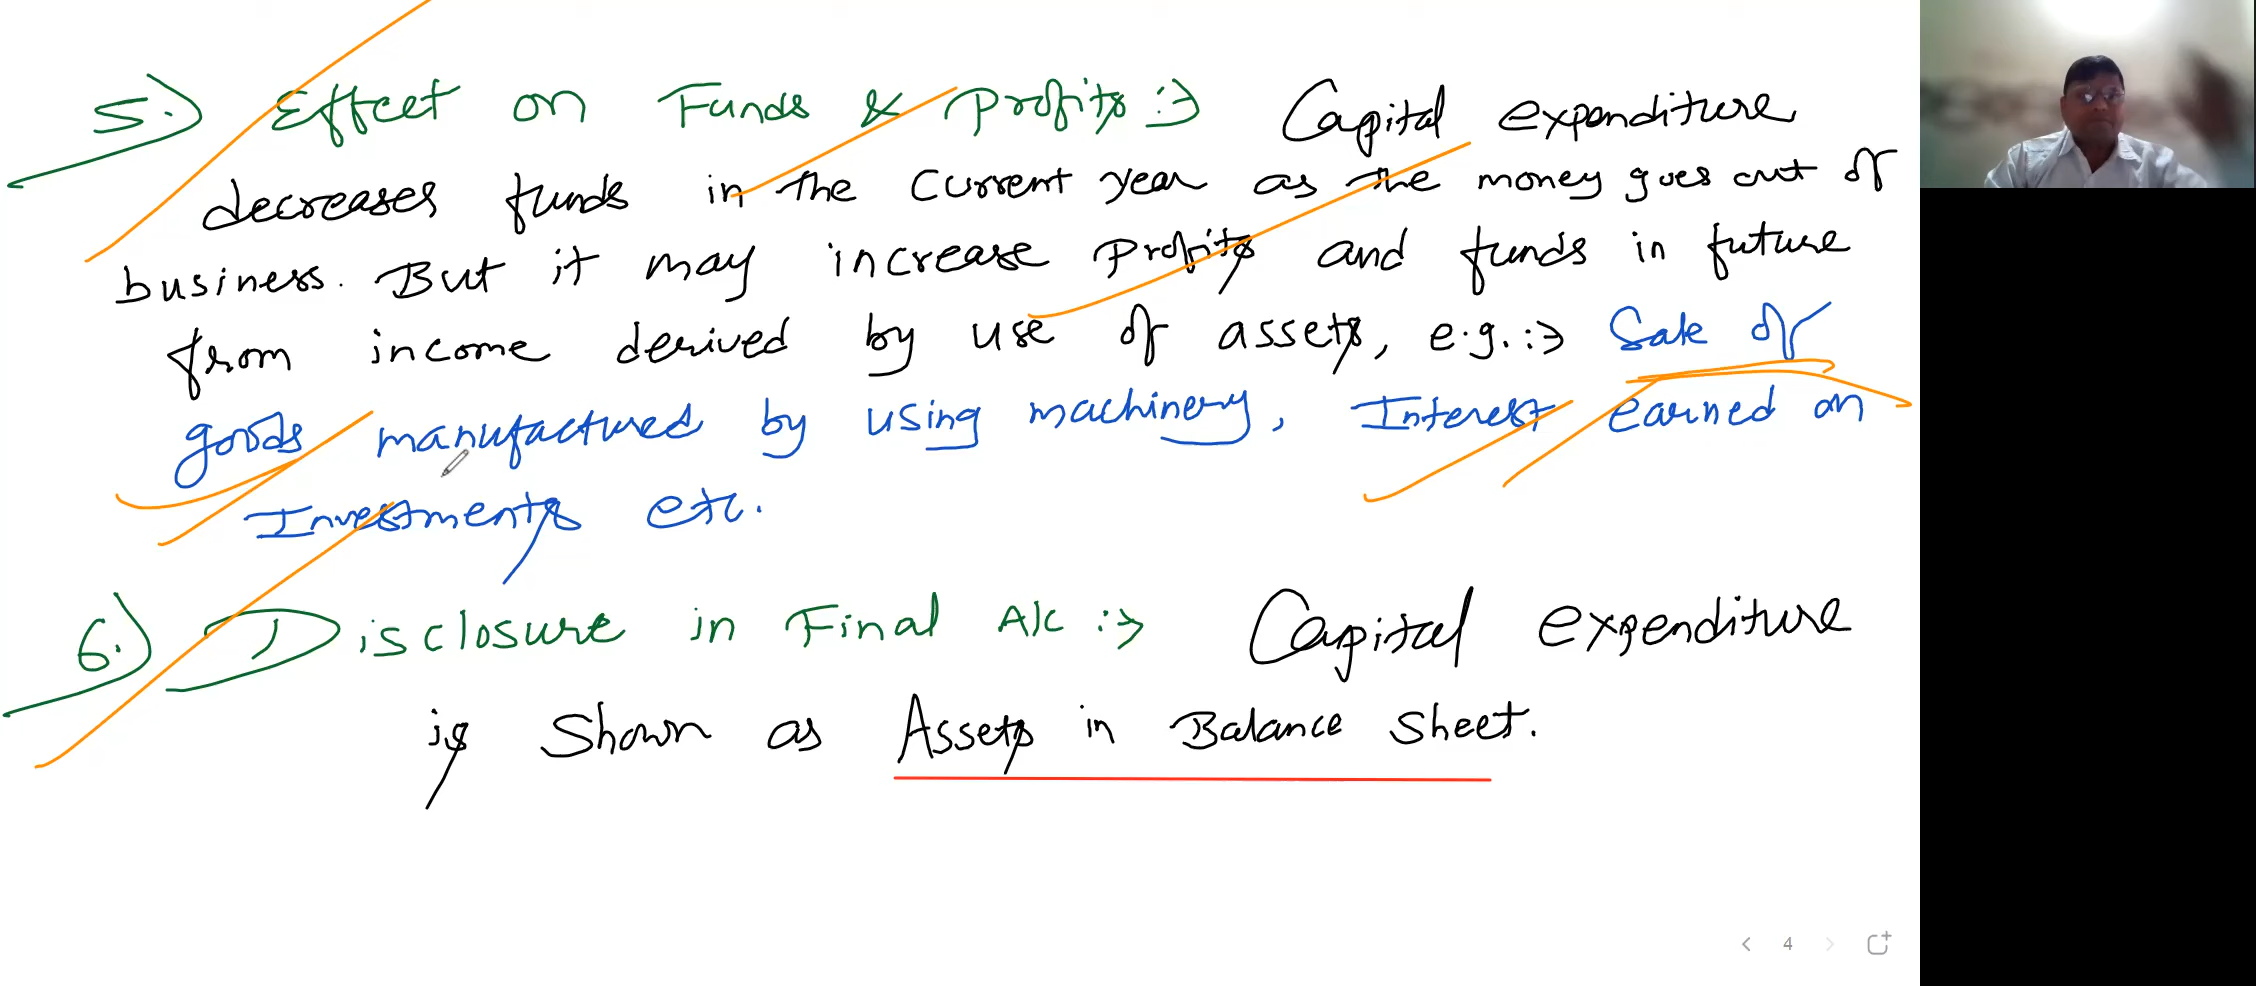 5.) Effect on Funds & Profits :→ Capital expenditure
decreases funds in the current year as the money goes out of
business. But it may increase profits and funds in future
from income derived by use of assets, e.g. :→ Sale of
goods manufactured by using machinery, Interest earned on
Investments etc.
6.) Disclosure in Final A/c :→ Capital expenditure
is shown as Assets in Balance Sheet.
< 4 >